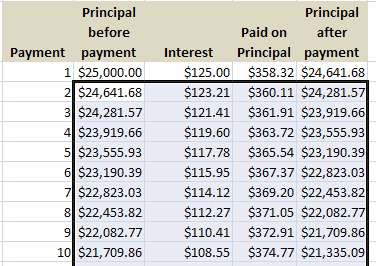 Principal Principal
before Paid on after
Payment payment Interest Principal payment
1 $25,000.00 $125.00 $358.32 $24,641.68
2 $24,641.68 $123.21 $360.11 $24,281.57
3 $24,281.57 $121.41 $361.91 $23,919.66
4 $23,919.66 $119.60 $363.72 $23,555.93
5 $23,555.93 $117.78 $365.54 $23,190.39
6 $23,190.39 $115.95 $367.37 $22,823.03
7 $22,823.03 $114.12 $369.20 $22,453.82
8 $22,453.82 $112.27 $371.05 $22,082.77
9 $22,082.77 $110.41 $372.91 $21,709.86
10 $21,709.86 $108.55 $374.77 $21,335.09